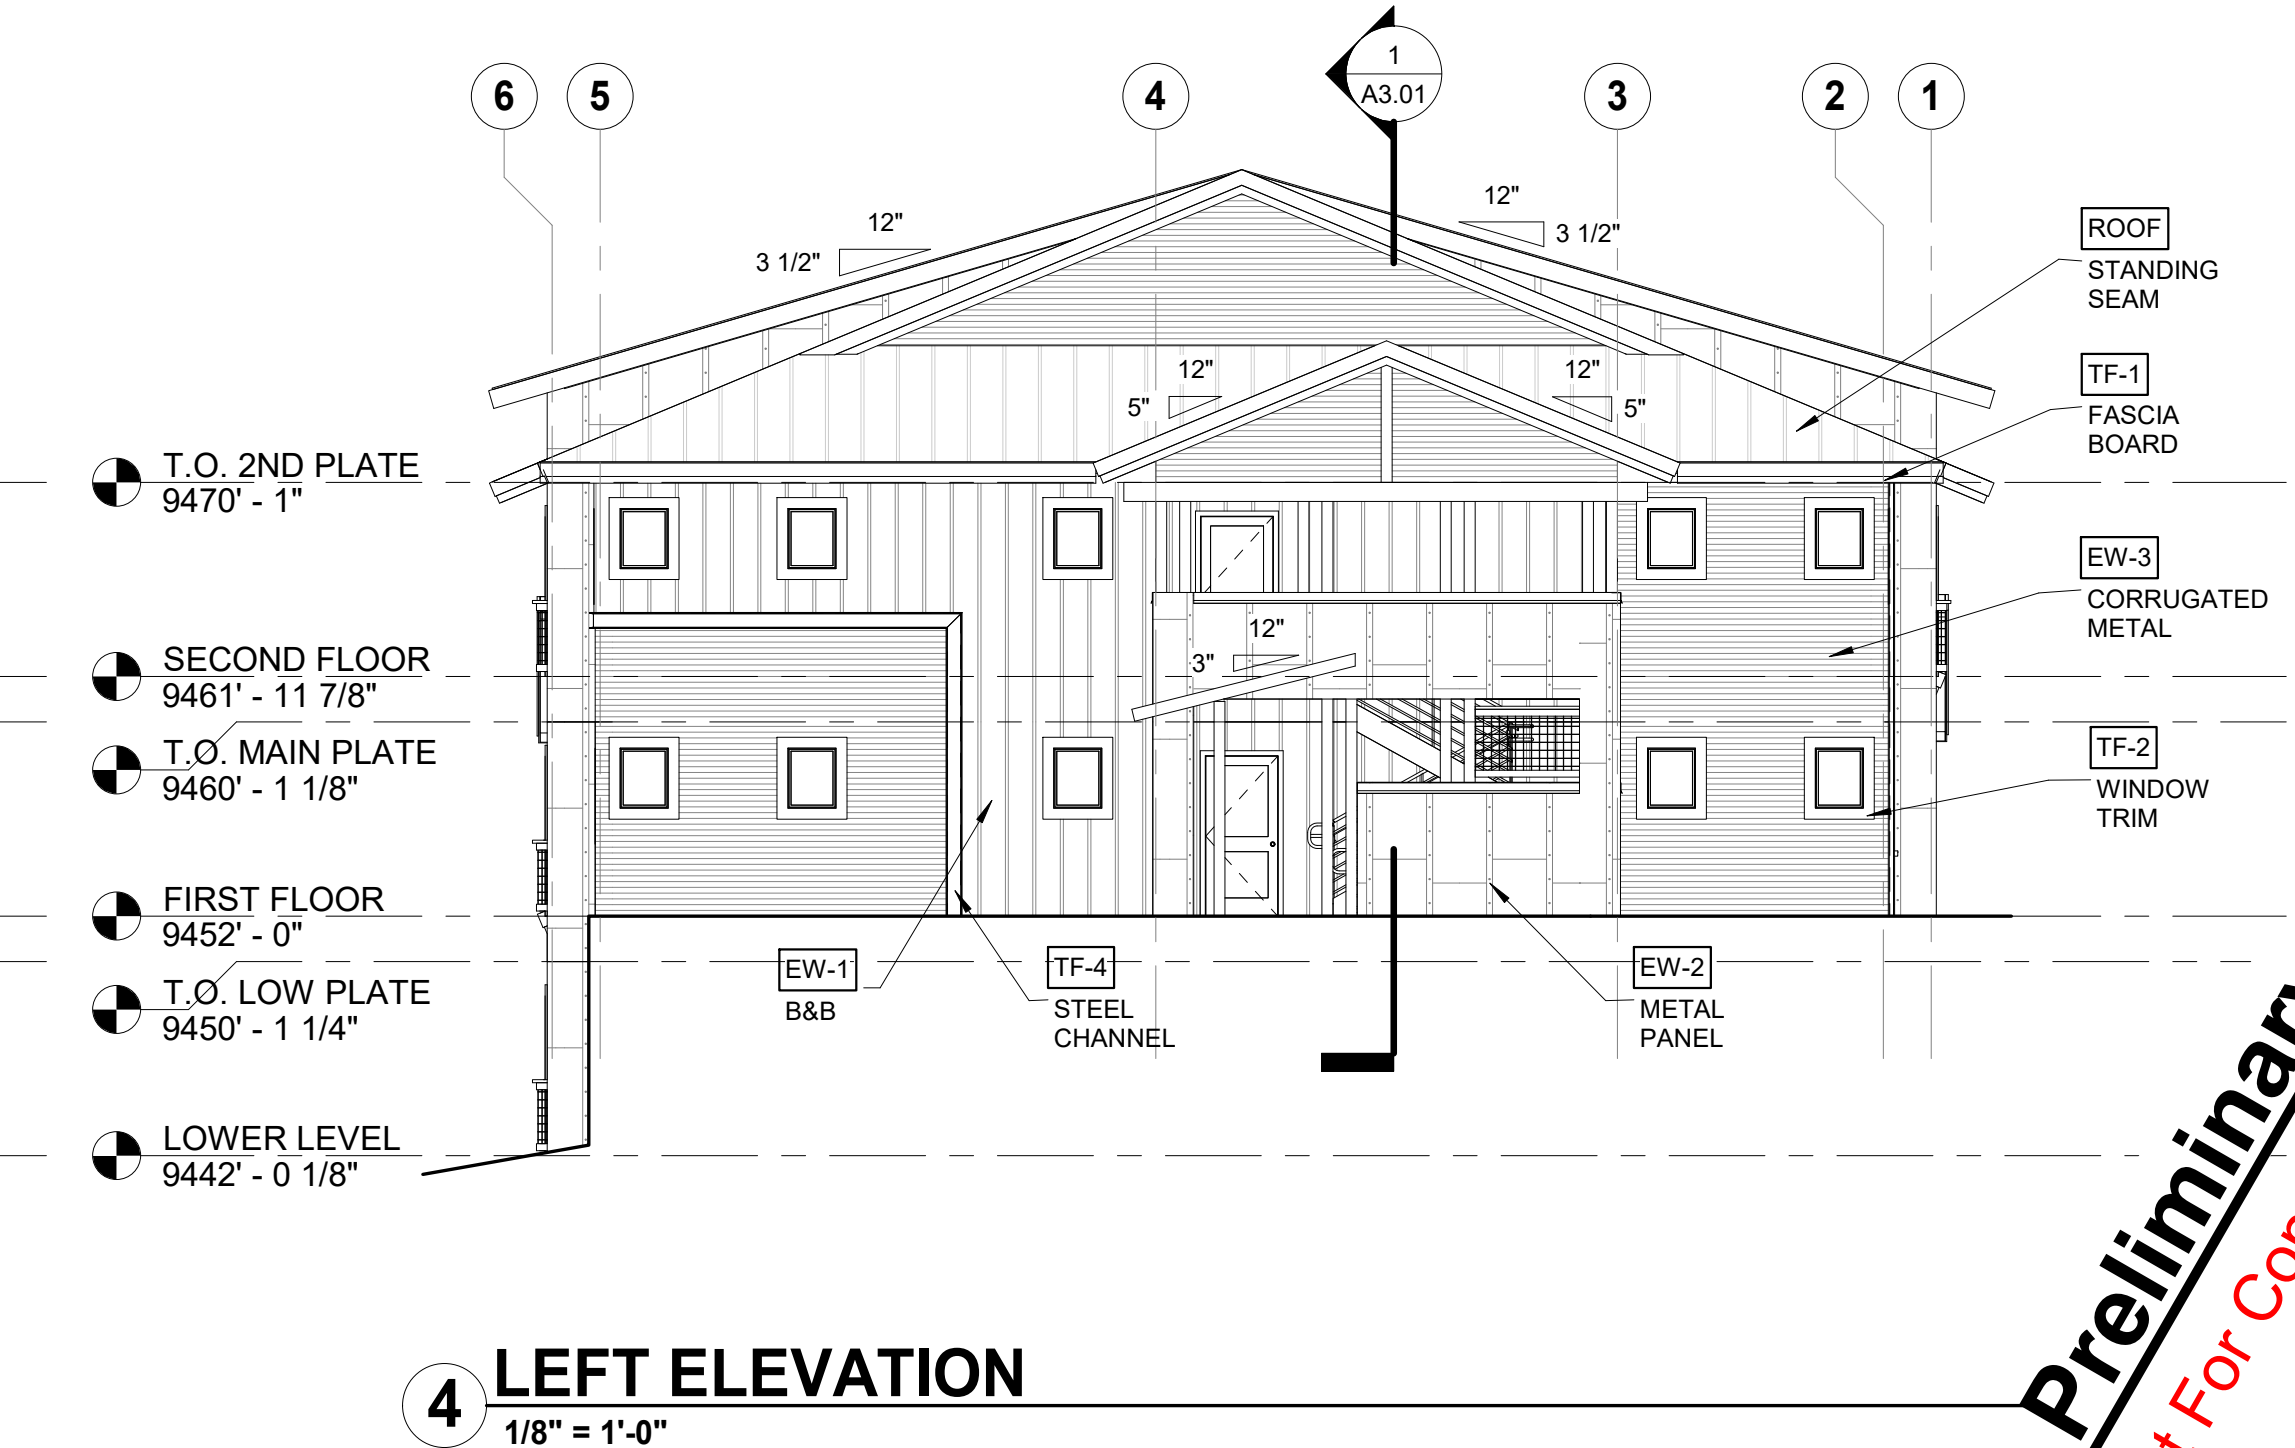 1
A3.01
6
5
4
3
2
1
12"
3 1/2"
12"
3 1/2"
ROOF
STANDING
SEAM
12"
5"
12"
5"
TF-1
FASCIA
BOARD
T.O. 2ND PLATE
9470' - 1"
EW-3
CORRUGATED
METAL
12"
3"
SECOND FLOOR
9461' - 11 7/8"
T.O. MAIN PLATE
9460' - 1 1/8"
TF-2
WINDOW
TRIM
FIRST FLOOR
9452' - 0"
EW-1
B&B
TF-4
STEEL
CHANNEL
EW-2
METAL
PANEL
T.O. LOW PLATE
9450' - 1 1/4"
LOWER LEVEL
9442' - 0 1/8"
Preliminary
For
4
LEFT ELEVATION
1/8" = 1'-0"